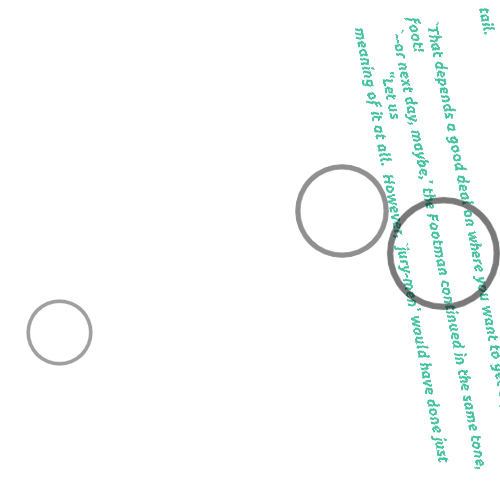 tail.
`That depends a good deal on where you want to get
foot!
`--or next day, maybe,' the Footman continued in the same tone,
"Let us
meaning of it at all. However, `jury-men' would have done just